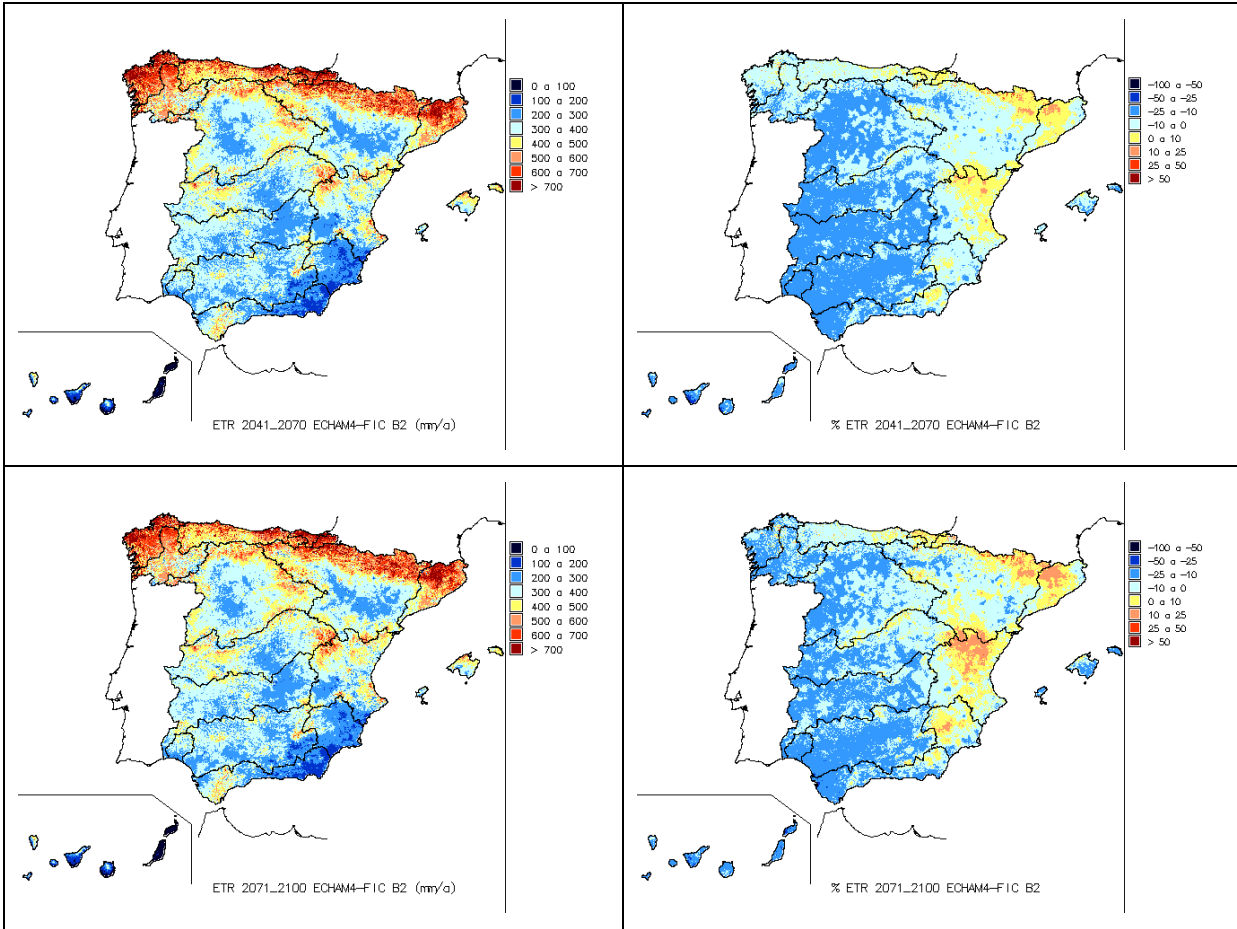 0 a 100
100 a 200
200 a 300
300 a 400
400 a 500
500 a 600
600 a 700
> 700
ETR 2041_2070 ECHAM4-FIC B2 (mm/a)
-100 a -50
-50 a -25
-25 a -10
-10 a 0
0 a 10
10 a 25
25 a 50
> 50
% ETR 2041_2070 ECHAM4-FIC B2
0 a 100
100 a 200
200 a 300
300 a 400
400 a 500
500 a 600
600 a 700
> 700
ETR 2071_2100 ECHAM4-FIC B2 (mm/a)
-100 a -50
-50 a -25
-25 a -10
-10 a 0
0 a 10
10 a 25
25 a 50
> 50
% ETR 2071_2100 ECHAM4-FIC B2